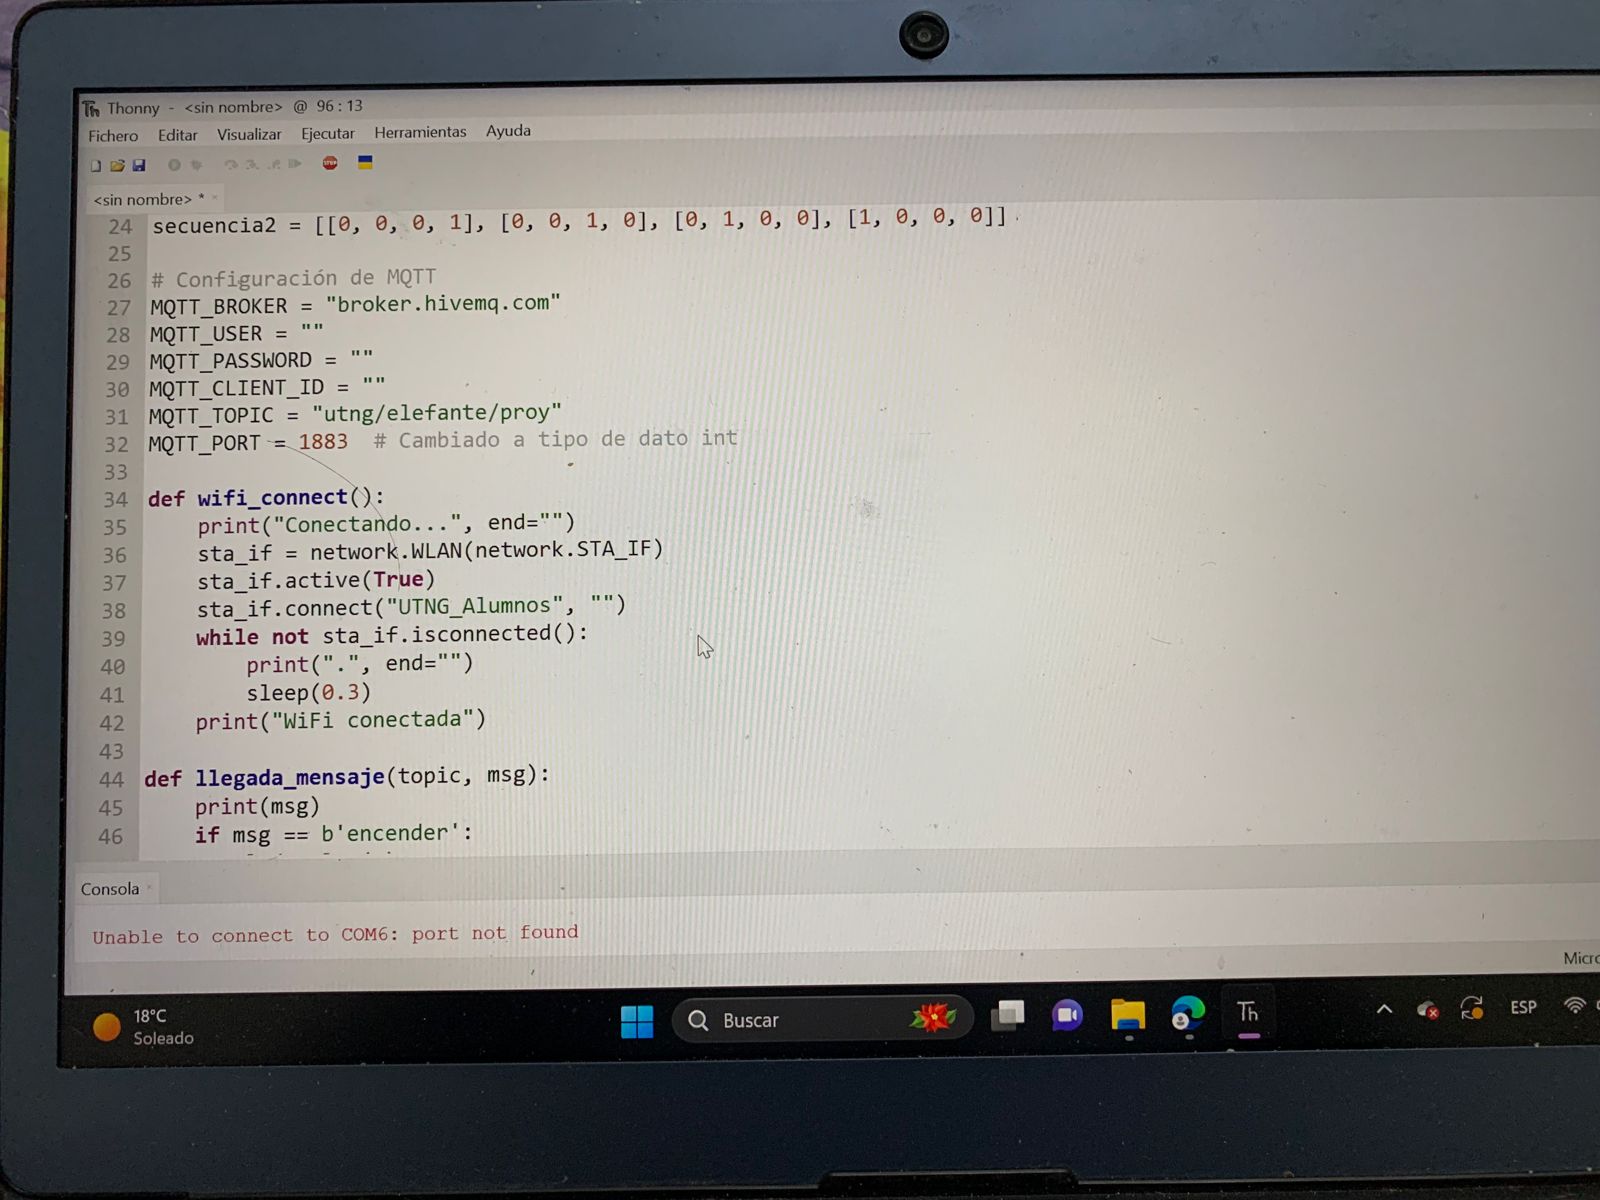 Th Thonny - <sin nombre> @ 96 : 13
Fichero Editar Visualizar Ejecutar Herramientas Ayuda
STOP
<sin nombre> * ×
24 secuencia2 = [[0, 0, 0, 1], [0, 0, 1, 0], [0, 1, 0, 0], [1, 0, 0, 0]]
25
26 # Configuración de MQTT
27 MQTT_BROKER = "broker.hivemq.com"
28 MQTT_USER = ""
29 MQTT_PASSWORD = ""
30 MQTT_CLIENT_ID = ""
31 MQTT_TOPIC = "utng/elefante/proy"
32 MQTT_PORT = 1883  # Cambiado a tipo de dato int
33
34 def wifi_connect():
35     print("Conectando...", end="")
36     sta_if = network.WLAN(network.STA_IF)
37     sta_if.active(True)
38     sta_if.connect("UTNG_Alumnos", "")
39     while not sta_if.isconnected():
40         print(".", end="")
41         sleep(0.3)
42     print("WiFi conectada")
43
44 def llegada_mensaje(topic, msg):
45     print(msg)
46     if msg == b'encender':
Consola ×
Unable to connect to COM6: port not found
Micro
18°C
Soleado
Buscar
Th
ESP